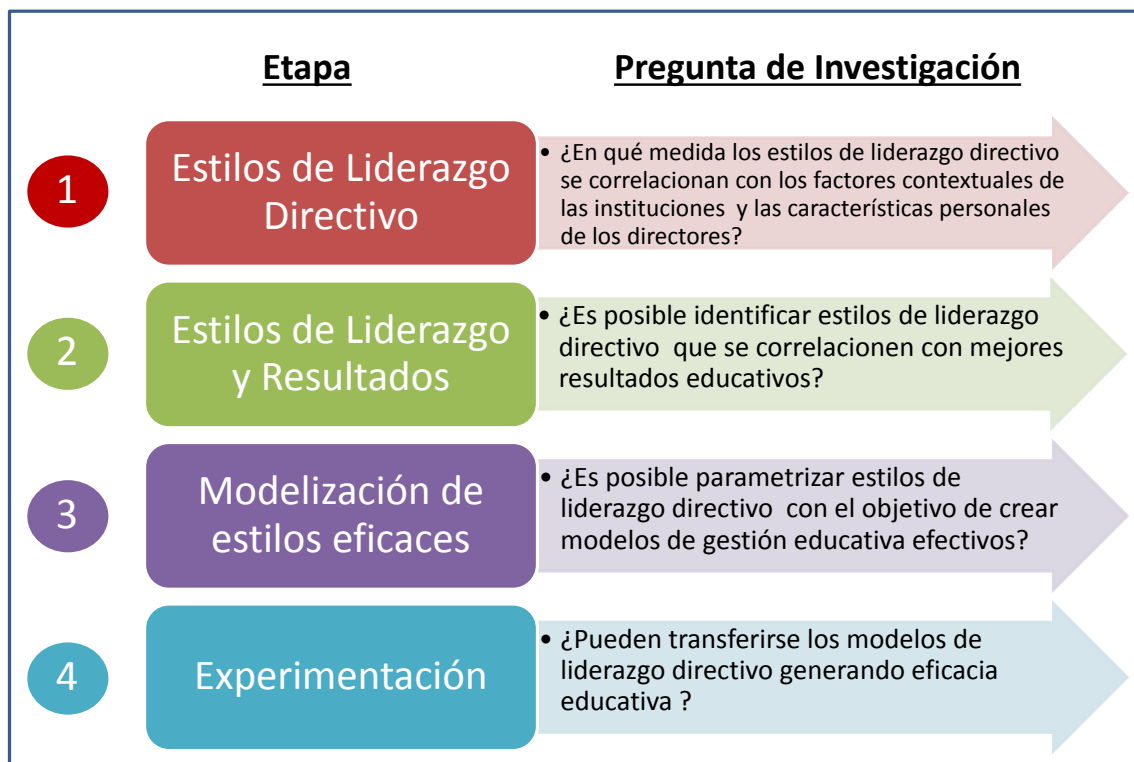 Etapa
Pregunta de Investigación
1
Estilos de Liderazgo
Directivo
• ¿En qué medida los estilos de liderazgo directivo
se correlacionan con los factores contextuales de
las instituciones y las características personales
de los directores?
2
Estilos de Liderazgo
y Resultados
• ¿Es posible identificar estilos de liderazgo
directivo que se correlacionen con mejores
resultados educativos?
3
Modelización de
estilos eficaces
• ¿Es posible parametrizar estilos de
liderazgo directivo con el objetivo de crear
modelos de gestión educativa efectivos?
4
Experimentación
• ¿Pueden transferirse los modelos de
liderazgo directivo generando eficacia
educativa ?